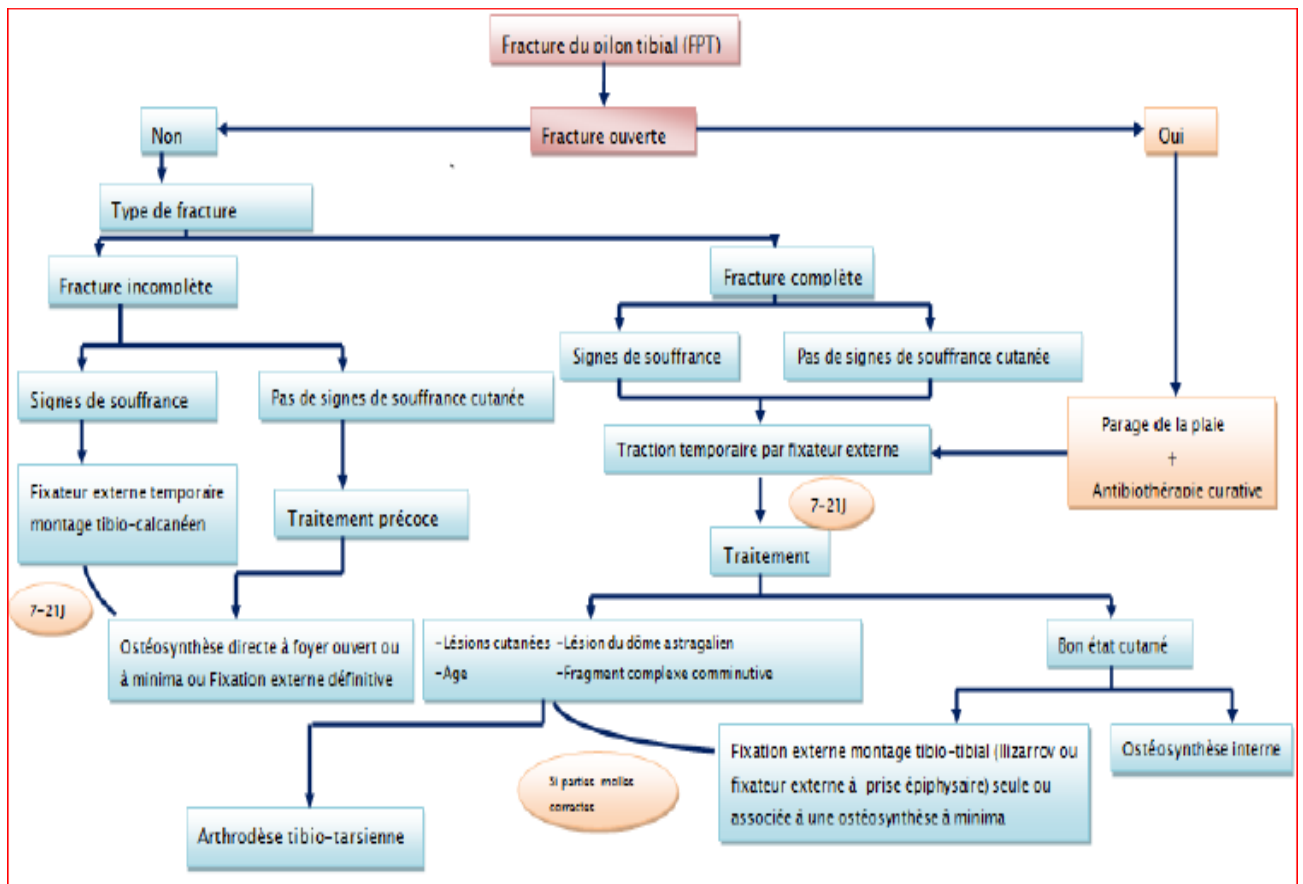 Fracture du pilon tibial (FPT)
Fracture ouverte
Non
Oui
Type de fracture
Fracture incomplète
Fracture complète
Signes de souffrance
Pas de signes de souffrance cutanée
Signes de souffrance
Pas de signes de souffrance cutanée
Parage de la plaie
+
Antibiothérapie curative
Traction temporaire par fixateur externe
Fixateur externe temporaire
montage tibio-calcanéen
Traitement précoce
7-21J
Traitement
7-21J
Ostéosynthèse directe à foyer ouvert ou
à minima ou Fixation externe définitive
-Lésions cutanées -Lésion du dôme astragalien
-Age -Fragment complexe comminutive
Bon état cutané
Si parties molles
correctes
Fixation externe montage tibio-tibial (Ilizarrov ou
fixateur externe à prise épiphysaire) seule ou
associée à une ostéosynthèse à minima
Ostéosynthèse interne
Arthrodèse tibio-tarsienne